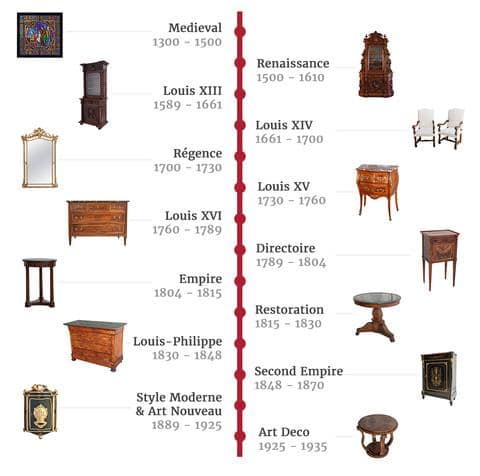 Medieval
1300 - 1500
Renaissance
1500 - 1610
Louis XIII
1589 - 1661
Louis XIV
1661 - 1700
Régence
1700 - 1730
Louis XV
1730 - 1760
Louis XVI
1760 - 1789
Directoire
1789 - 1804
Empire
1804 - 1815
Restoration
1815 - 1830
Louis-Philippe
1830 - 1848
Second Empire
1848 - 1870
Style Moderne
& Art Nouveau
1889 - 1925
Art Deco
1925 - 1935